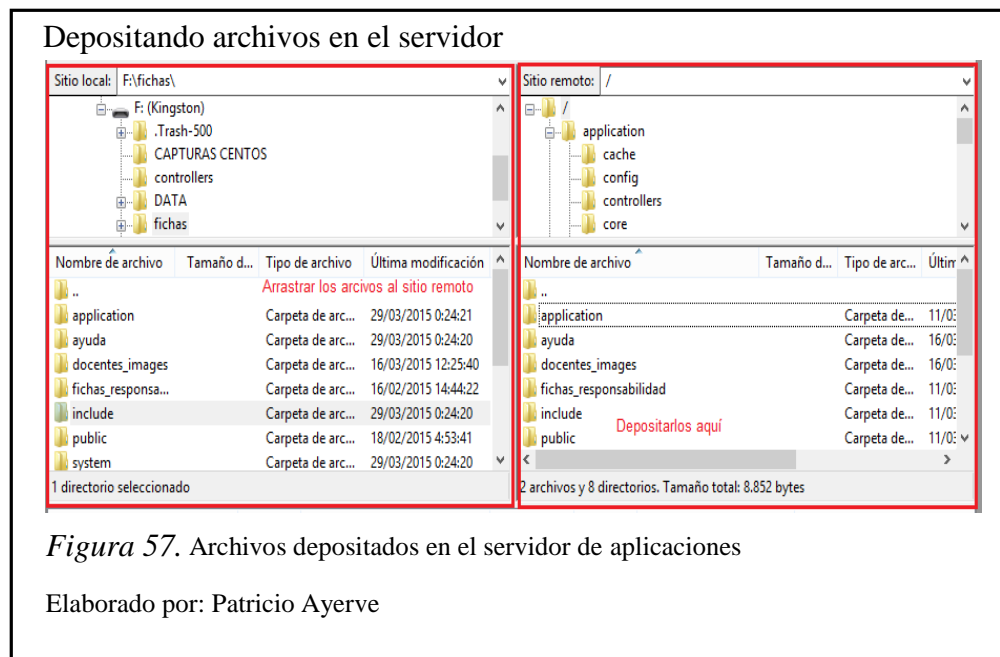 Depositando archivos en el servidor
Sitio local: F:\fichas\
F: (Kingston)
.Trash-500
CAPTURAS CENTOS
controllers
DATA
fichas
Nombre de archivo Tamaño d... Tipo de archivo Última modificación
..
Arrastrar los arcivos al sitio remoto
application Carpeta de arc... 29/03/2015 0:24:21
ayuda Carpeta de arc... 29/03/2015 0:24:20
docentes_images Carpeta de arc... 16/03/2015 12:25:40
fichas_responsa... Carpeta de arc... 16/02/2015 14:44:22
include Carpeta de arc... 29/03/2015 0:24:20
public Carpeta de arc... 18/02/2015 4:53:41
system Carpeta de arc... 29/03/2015 0:24:20
1 directorio seleccionado
Sitio remoto: /
/
application
cache
config
controllers
core
Nombre de archivo Tamaño d... Tipo de arc... Últim
..
application Carpeta de... 11/03
ayuda Carpeta de... 16/03
docentes_images Carpeta de... 16/03
fichas_responsabilidad Carpeta de... 11/03
include Carpeta de... 11/03
Depositarlos aquí
public Carpeta de... 11/03
2 archivos y 8 directorios. Tamaño total: 8.852 bytes
Figura 57. Archivos depositados en el servidor de aplicaciones
Elaborado por: Patricio Ayerve